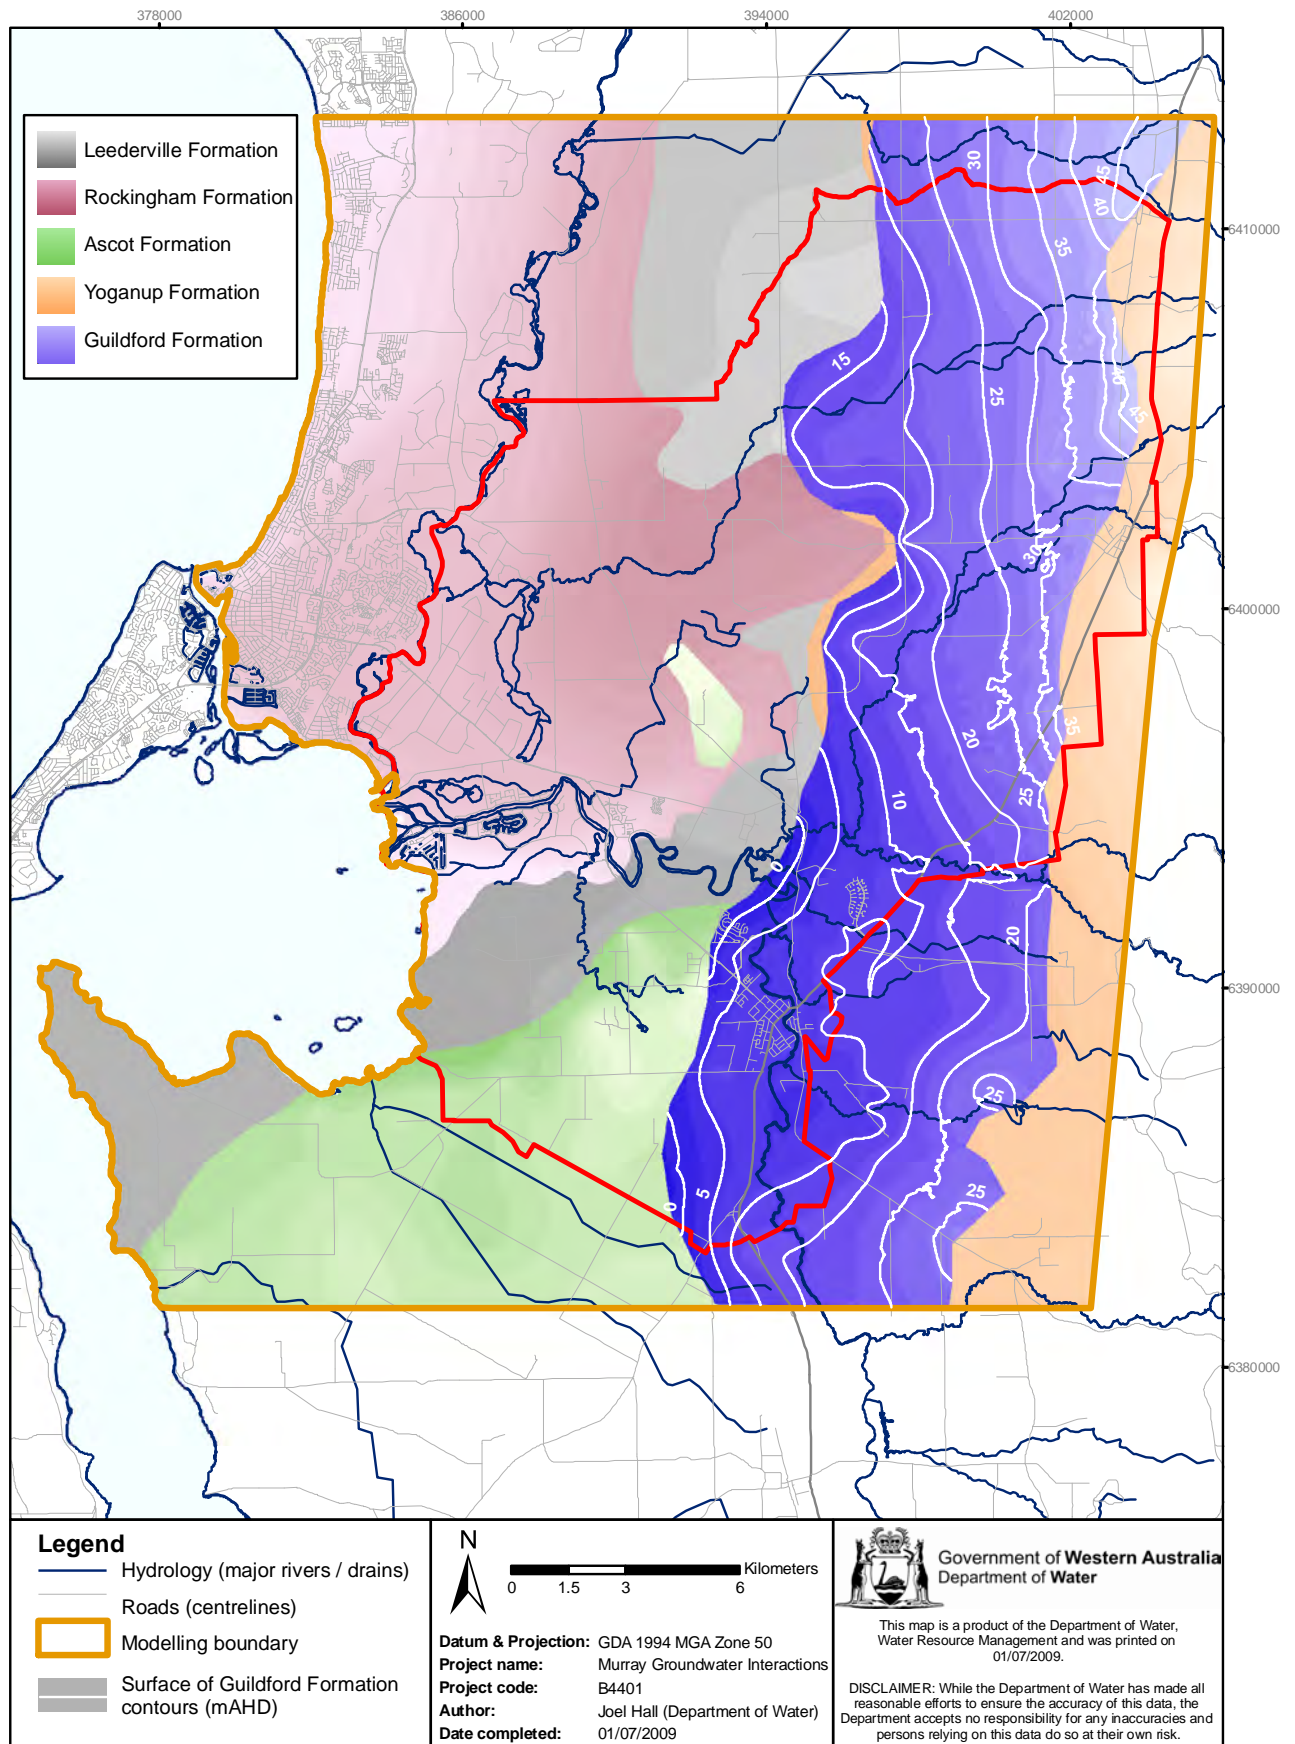 378000
386000
394000
402000
Leederville Formation
Rockingham Formation
Ascot Formation
Yoganup Formation
Guildford Formation
30
45
40
6410000
35
15
40
25
45
30
6400000
35
20
25
10
0
20
6390000
25
25
5
0
6380000
Legend
Hydrology (major rivers / drains)
Roads (centrelines)
Modelling boundary
Surface of Guildford Formation
contours (mAHD)
N
Kilometers
0 1.5 3 6
Datum & Projection: GDA 1994 MGA Zone 50
Project name: Murray Groundwater Interactions
Project code: B4401
Author: Joel Hall (Department of Water)
Date completed: 01/07/2009
Government of Western Australia
Department of Water
This map is a product of the Department of Water,
Water Resource Management and was printed on
01/07/2009.
DISCLAIMER: While the Department of Water has made all
reasonable efforts to ensure the accuracy of this data, the
Department accepts no responsibility for any inaccuracies and
persons relying on this data do so at their own risk.